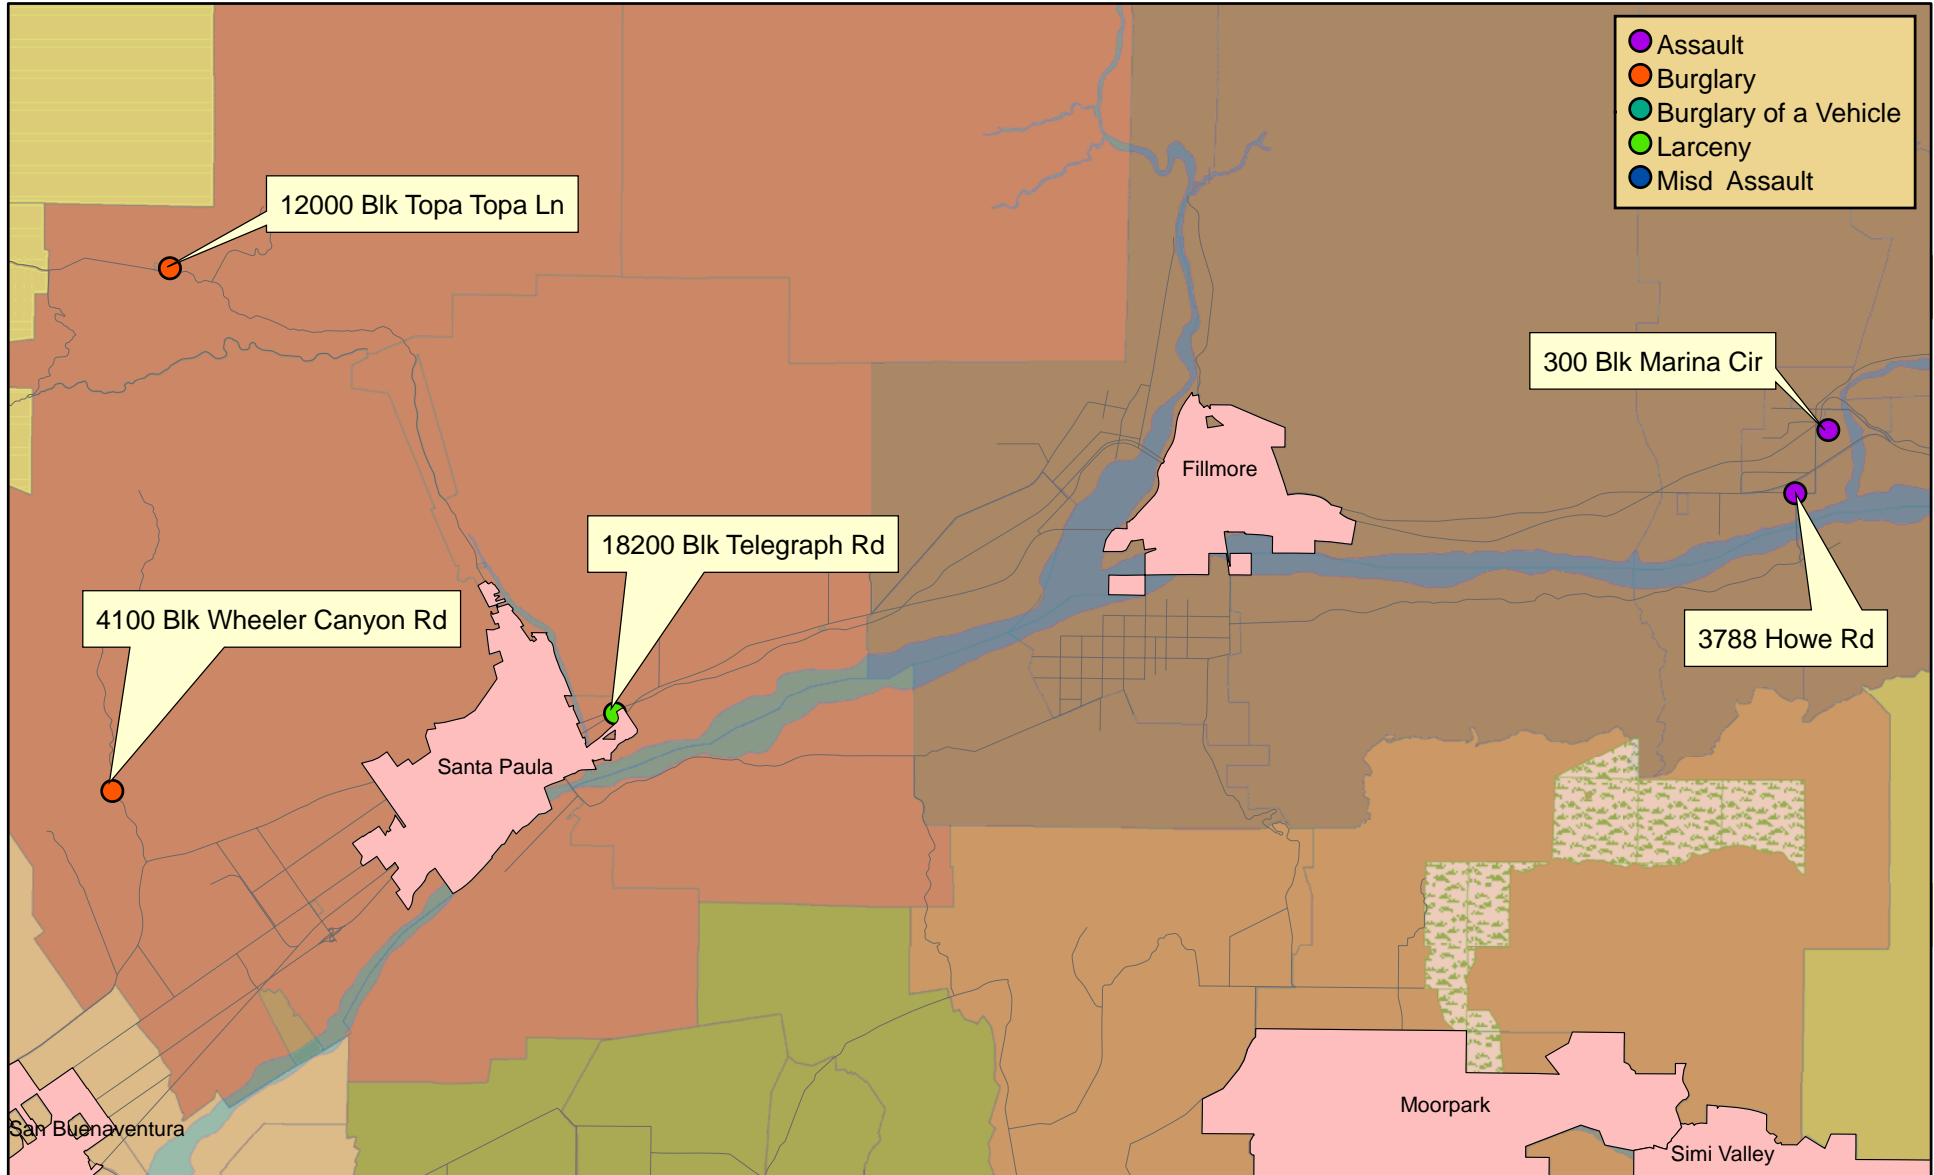 Assault
Burglary
Burglary of a Vehicle
Larceny
Misd  Assault
12000 Blk Topa Topa Ln
300 Blk Marina Cir
Fillmore
18200 Blk Telegraph Rd
4100 Blk Wheeler Canyon Rd
3788 Howe Rd
Santa Paula
Moorpark
San Buenaventura
Simi Valley